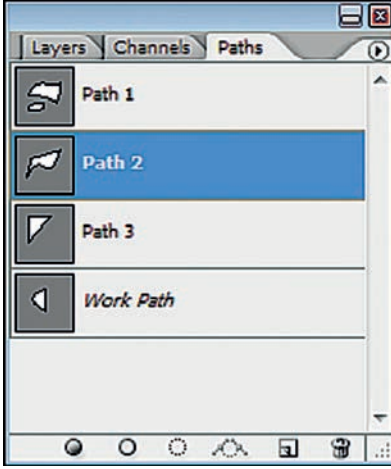 Layers Channels Paths
Path 1
Path 2
Path 3
Work Path